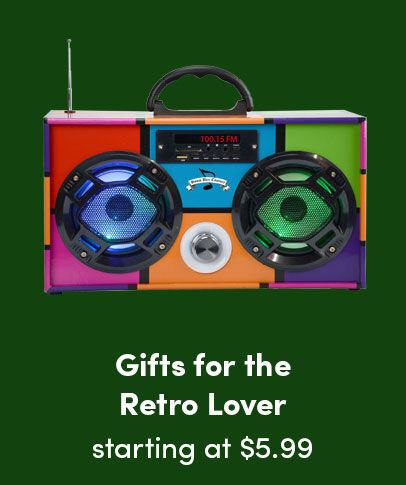 100.15 FM
Gifts for the
Retro Lover
starting at $5.99